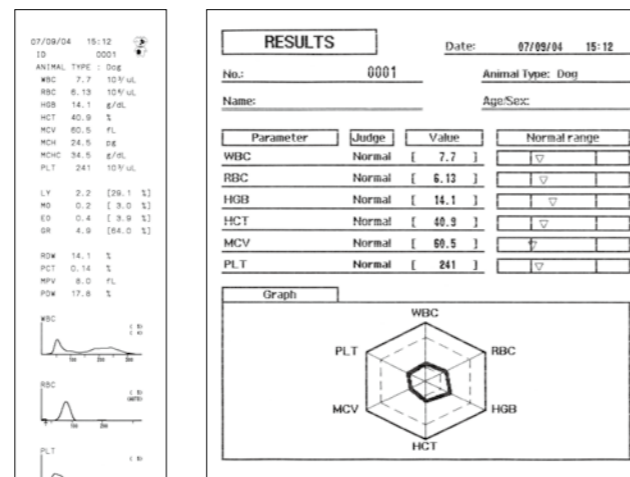 07/09/04 15:12
ID 0001
ANIMAL TYPE : Dog
WBC 7.7 10³/uL
RBC 6.13 10⁶/uL
HGB 14.1 g/dL
HCT 40.9 %
MCV 60.5 fL
MCH 24.5 pg
MCHC 34.5 g/dL
PLT 241 10³/uL
LY 2.2 [29.1 %]
MO 0.2 [ 3.0 %]
EO 0.4 [ 3.9 %]
GR 4.9 [64.0 %]
RDW 14.1 %
PCT 0.14 %
MPV 8.0 fL
PDW 17.8 %
WBC
100 200 300
RBC
100 200
PLT
RESULTS
Date: 07/09/04 15:12
No.: 0001
Animal Type: Dog
Name:
Age/Sex:
Parameter Judge Value Normal range
WBC Normal [ 7.7 ]
RBC Normal [ 6.13 ]
HGB Normal [ 14.1 ]
HCT Normal [ 40.9 ]
MCV Normal [ 60.5 ]
PLT Normal [ 241 ]
Graph
WBC
PLT RBC
MCV HGB
HCT